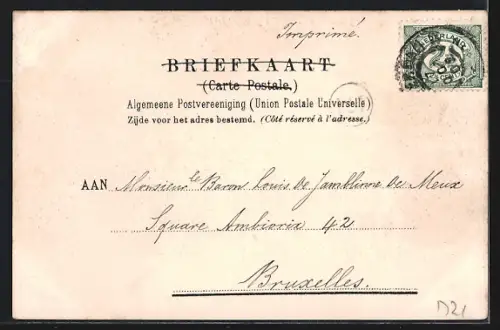 Imprimé.
BRIEFKAART
(Carte Postale.)
Algemeene Postvereeniging (Union Postale Universelle)
Zijde voor het adres bestemd. (Côté réservé à l'adresse.)
AAN Monsieur le Baron Louis de Jamblinne de Meux
Square Ambiorix 42
Bruxelles.
D21